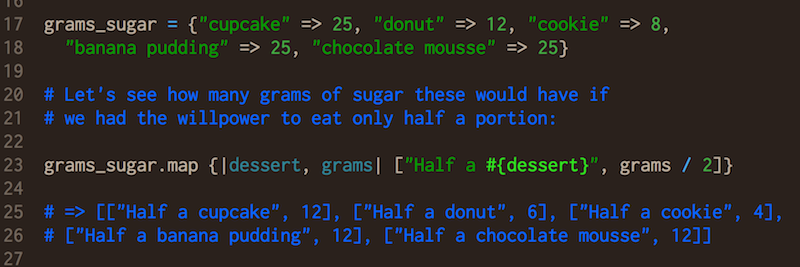 16
17 grams_sugar = {"cupcake" => 25, "donut" => 12, "cookie" => 8,
18 "banana pudding" => 25, "chocolate mousse" => 25}
19
20 # Let's see how many grams of sugar these would have if
21 # we had the willpower to eat only half a portion:
22
23 grams_sugar.map {|dessert, grams| ["Half a #{dessert}", grams / 2]}
24
25 # => [["Half a cupcake", 12], ["Half a donut", 6], ["Half a cookie", 4],
26 # ["Half a banana pudding", 12], ["Half a chocolate mousse", 12]]
27